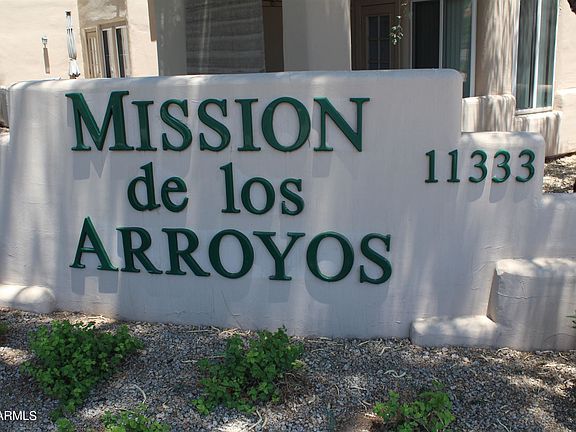 MISSION
de los
ARROYOS
11333
ARMLS